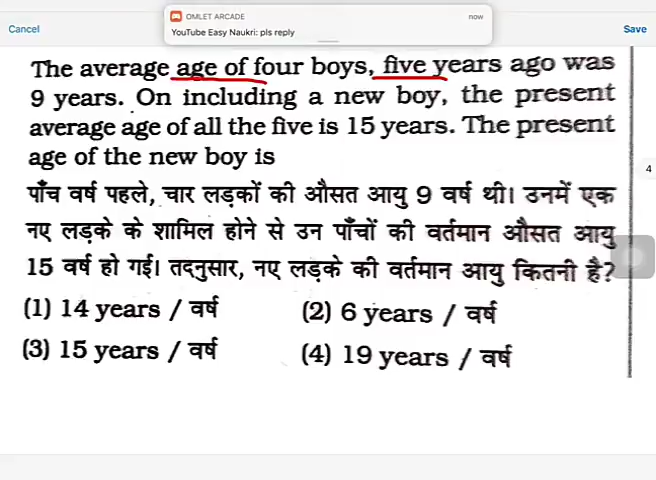 OMLET ARCADE
now
YouTube Easy Naukri: pls reply
Cancel
Save
The average age of four boys, five years ago was
9 years. On including a new boy, the present
average age of all the five is 15 years. The present
age of the new boy is
4
पाँच वर्ष पहले, चार लड़कों की औसत आयु 9 वर्ष थी। उनमें एक
नए लड़के के शामिल होने से उन पाँचों की वर्तमान औसत आयु
15 वर्ष हो गई। तद्नुसार, नए लड़के की वर्तमान आयु कितनी है?
(1) 14 years / वर्ष
(2) 6 years / वर्ष
(3) 15 years / वर्ष
(4) 19 years / वर्ष